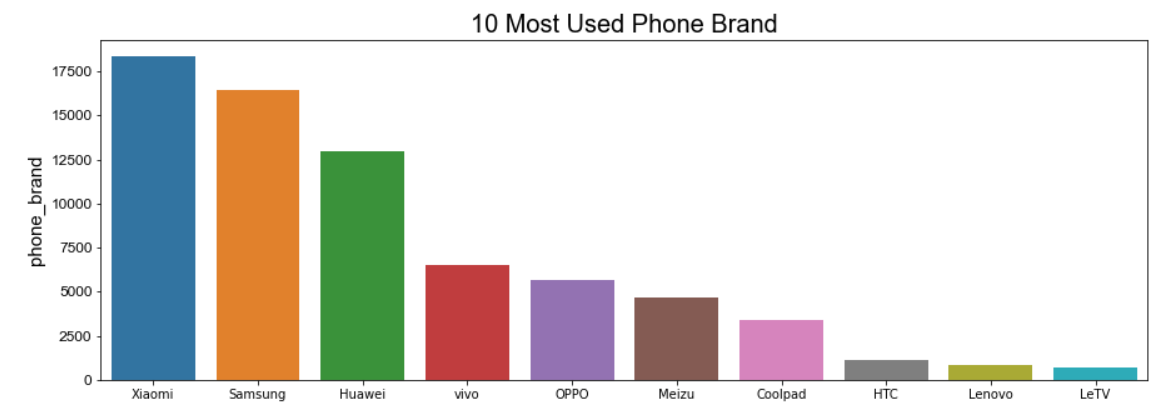 10 Most Used Phone Brand
phone_brand
17500
15000
12500
10000
7500
5000
2500
0
Xiaomi Samsung Huawei vivo OPPO Meizu Coolpad HTC Lenovo LeTV